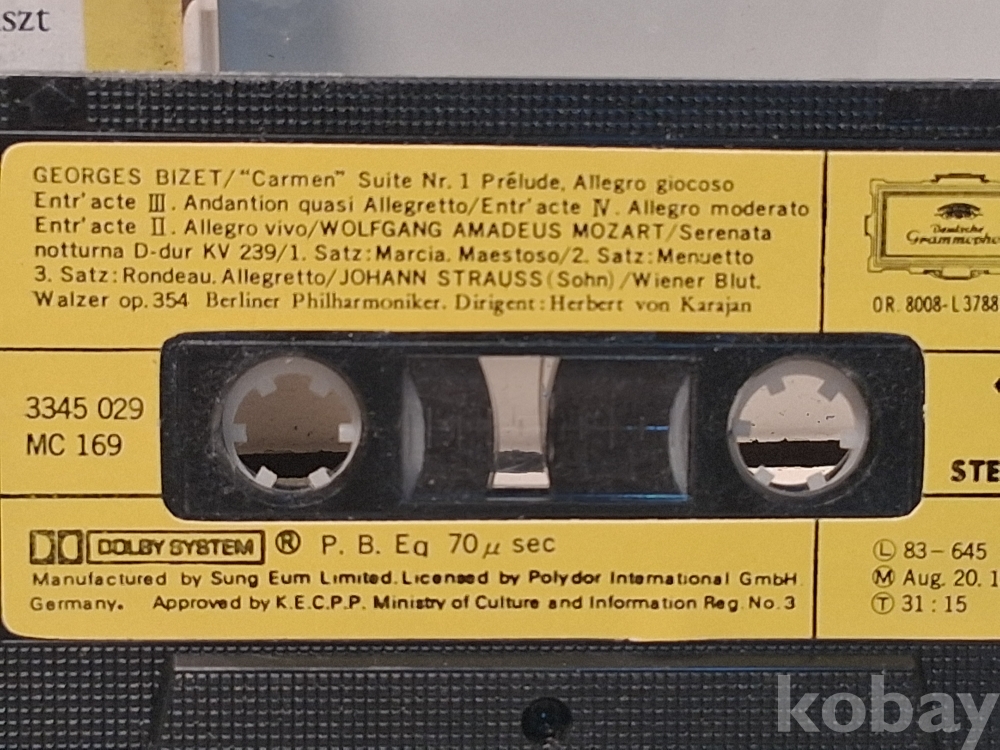 szt
GEORGES BIZET/"Carmen" Suite Nr. 1 Prélude, Allegro giocoso
Entr'acte III. Andantion quasi Allegretto/Entr'acte IV. Allegro moderato
Entr'acte II. Allegro vivo/WOLFGANG AMADEUS MOZART/Serenata
notturna D-dur KV 239/1. Satz: Marcia. Maestoso/2. Satz: Menuetto
3. Satz: Rondeau. Allegretto/JOHANN STRAUSS (Sohn)/Wiener Blut.
Walzer op. 354 Berliner Philharmoniker. Dirigent: Herbert von Karajan
Deutsche
Grammopho
OR. 8008-L3788
3345 029
MC 169
STE
DOLBY SYSTEM ® P. B. Eq 70μ sec
Manufactured by Sung Eum Limited. Licensed by Polydor International GmbH
Germany. Approved by K.E.C.P.P. Ministry of Culture and Information Reg. No. 3
Ⓛ 83-645
Ⓜ Aug. 20. 1
Ⓣ 31:15
kobay